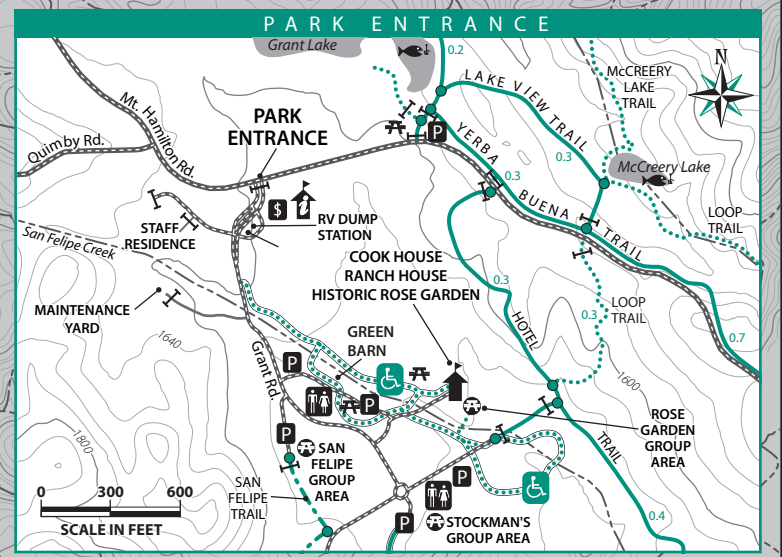 PARK ENTRANCE
Grant Lake
0.2
N
LAKE VIEW TRAIL
McCREERY
LAKE
TRAIL
Mt. Hamilton Rd.
PARK
ENTRANCE
P
YERBA
BUENA
TRAIL
0.3
0.3
Quimby Rd.
McCreery Lake
$
i
RV DUMP
STATION
STAFF
RESIDENCE
LOOP
TRAIL
San Felipe Creek
COOK HOUSE
RANCH HOUSE
HISTORIC ROSE GARDEN
0.3
MAINTENANCE
YARD
LOOP
TRAIL
0.3
HOTEL
TRAIL
1640
GREEN
BARN
0.7
Grant Rd.
P
1600
P
ROSE
GARDEN
GROUP
AREA
P
1800
SAN
FELIPE
GROUP
AREA
SAN
FELIPE
TRAIL
P
0 300 600
SCALE IN FEET
P
STOCKMAN'S
GROUP AREA
0.4